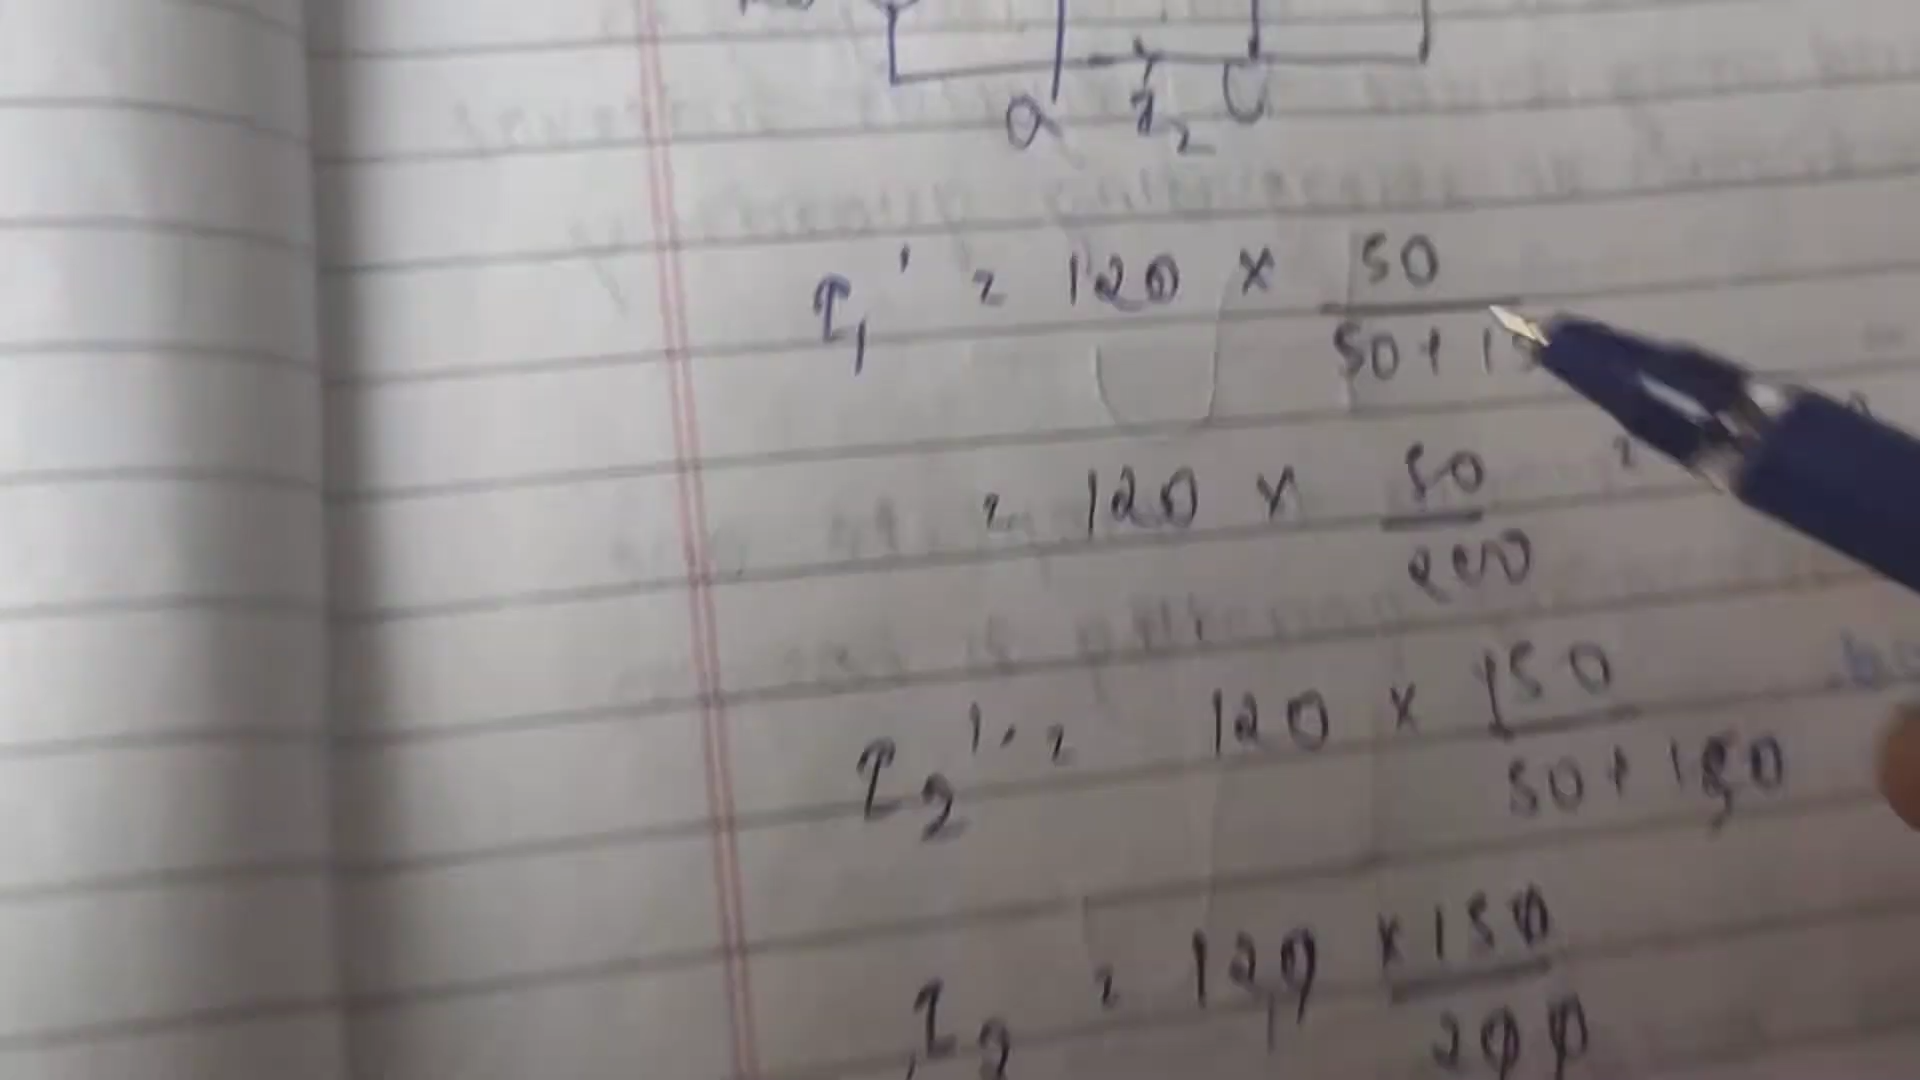 a I2 C
I1' = 120 × 50 / 50 + 15
= 120 × 50 / 200 =
I2' = 120 × 150 / 50 + 150
I2 = 120 × 150 / 200